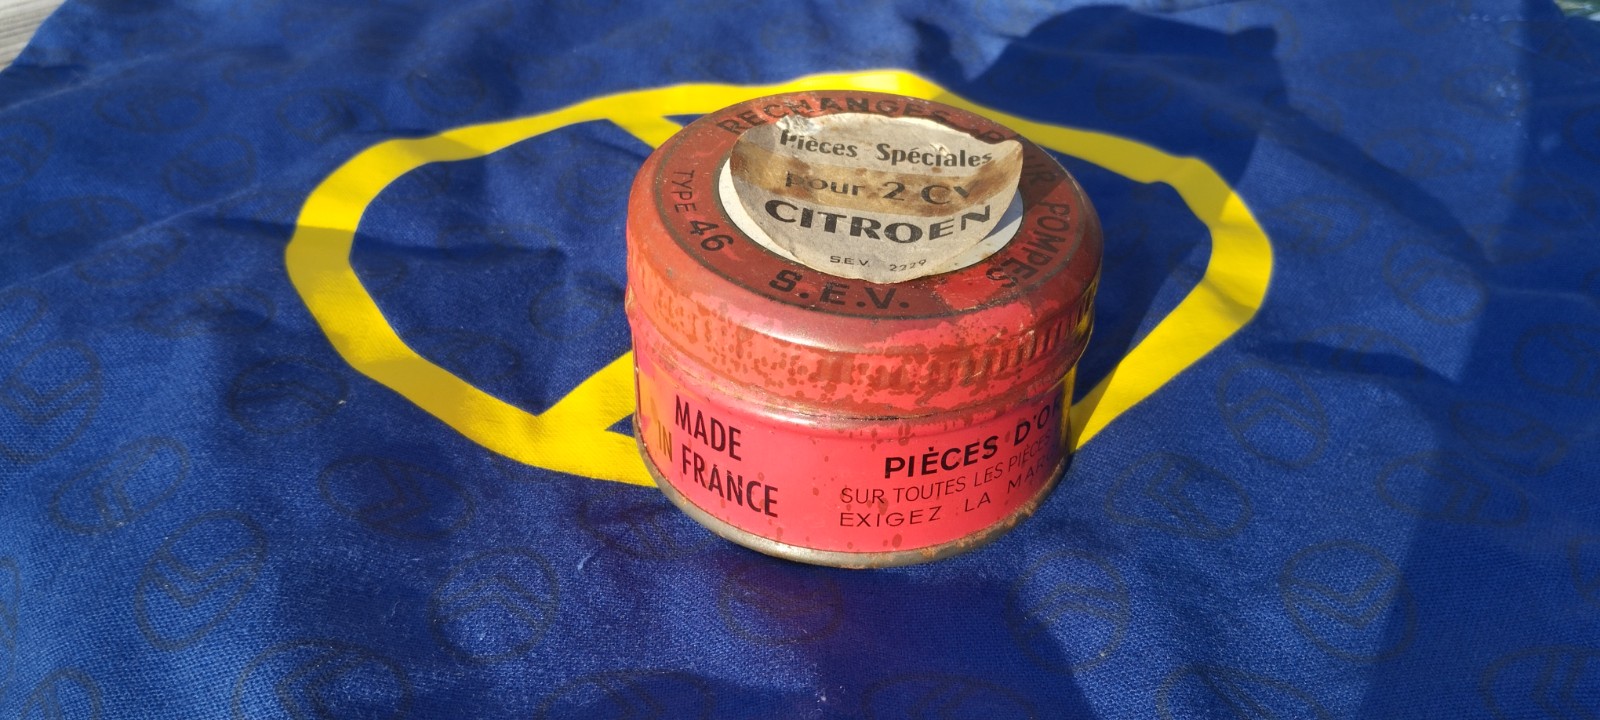 RECHANGES POUR POMPES
Pièces Spéciales
pour 2 CV
CITROEN
S.E.V. 2229
TYPE 46
S.E.V.
MADE
IN FRANCE
PIÈCES D'OR
SUR TOUTES LES PIÈCES
EXIGEZ LA MAR